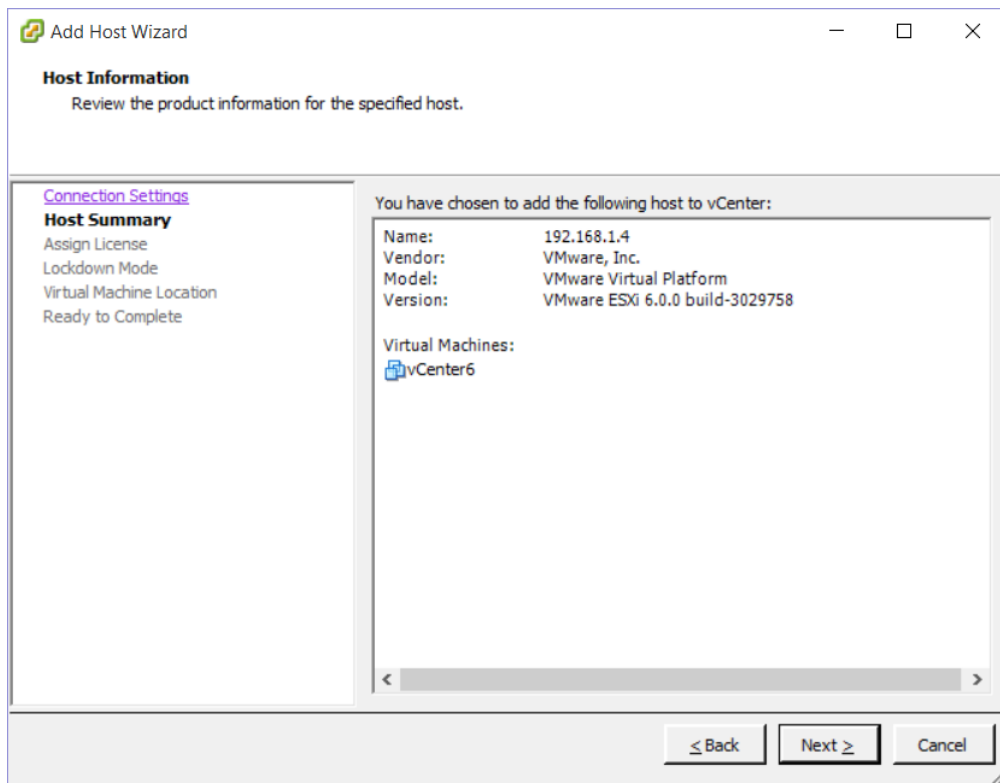 Add Host Wizard
Host Information
Review the product information for the specified host.
Connection Settings
Host Summary
Assign License
Lockdown Mode
Virtual Machine Location
Ready to Complete
You have chosen to add the following host to vCenter:
Name: 192.168.1.4
Vendor: VMware, Inc.
Model: VMware Virtual Platform
Version: VMware ESXi 6.0.0 build-3029758
Virtual Machines:
vCenter6
< Back Next > Cancel